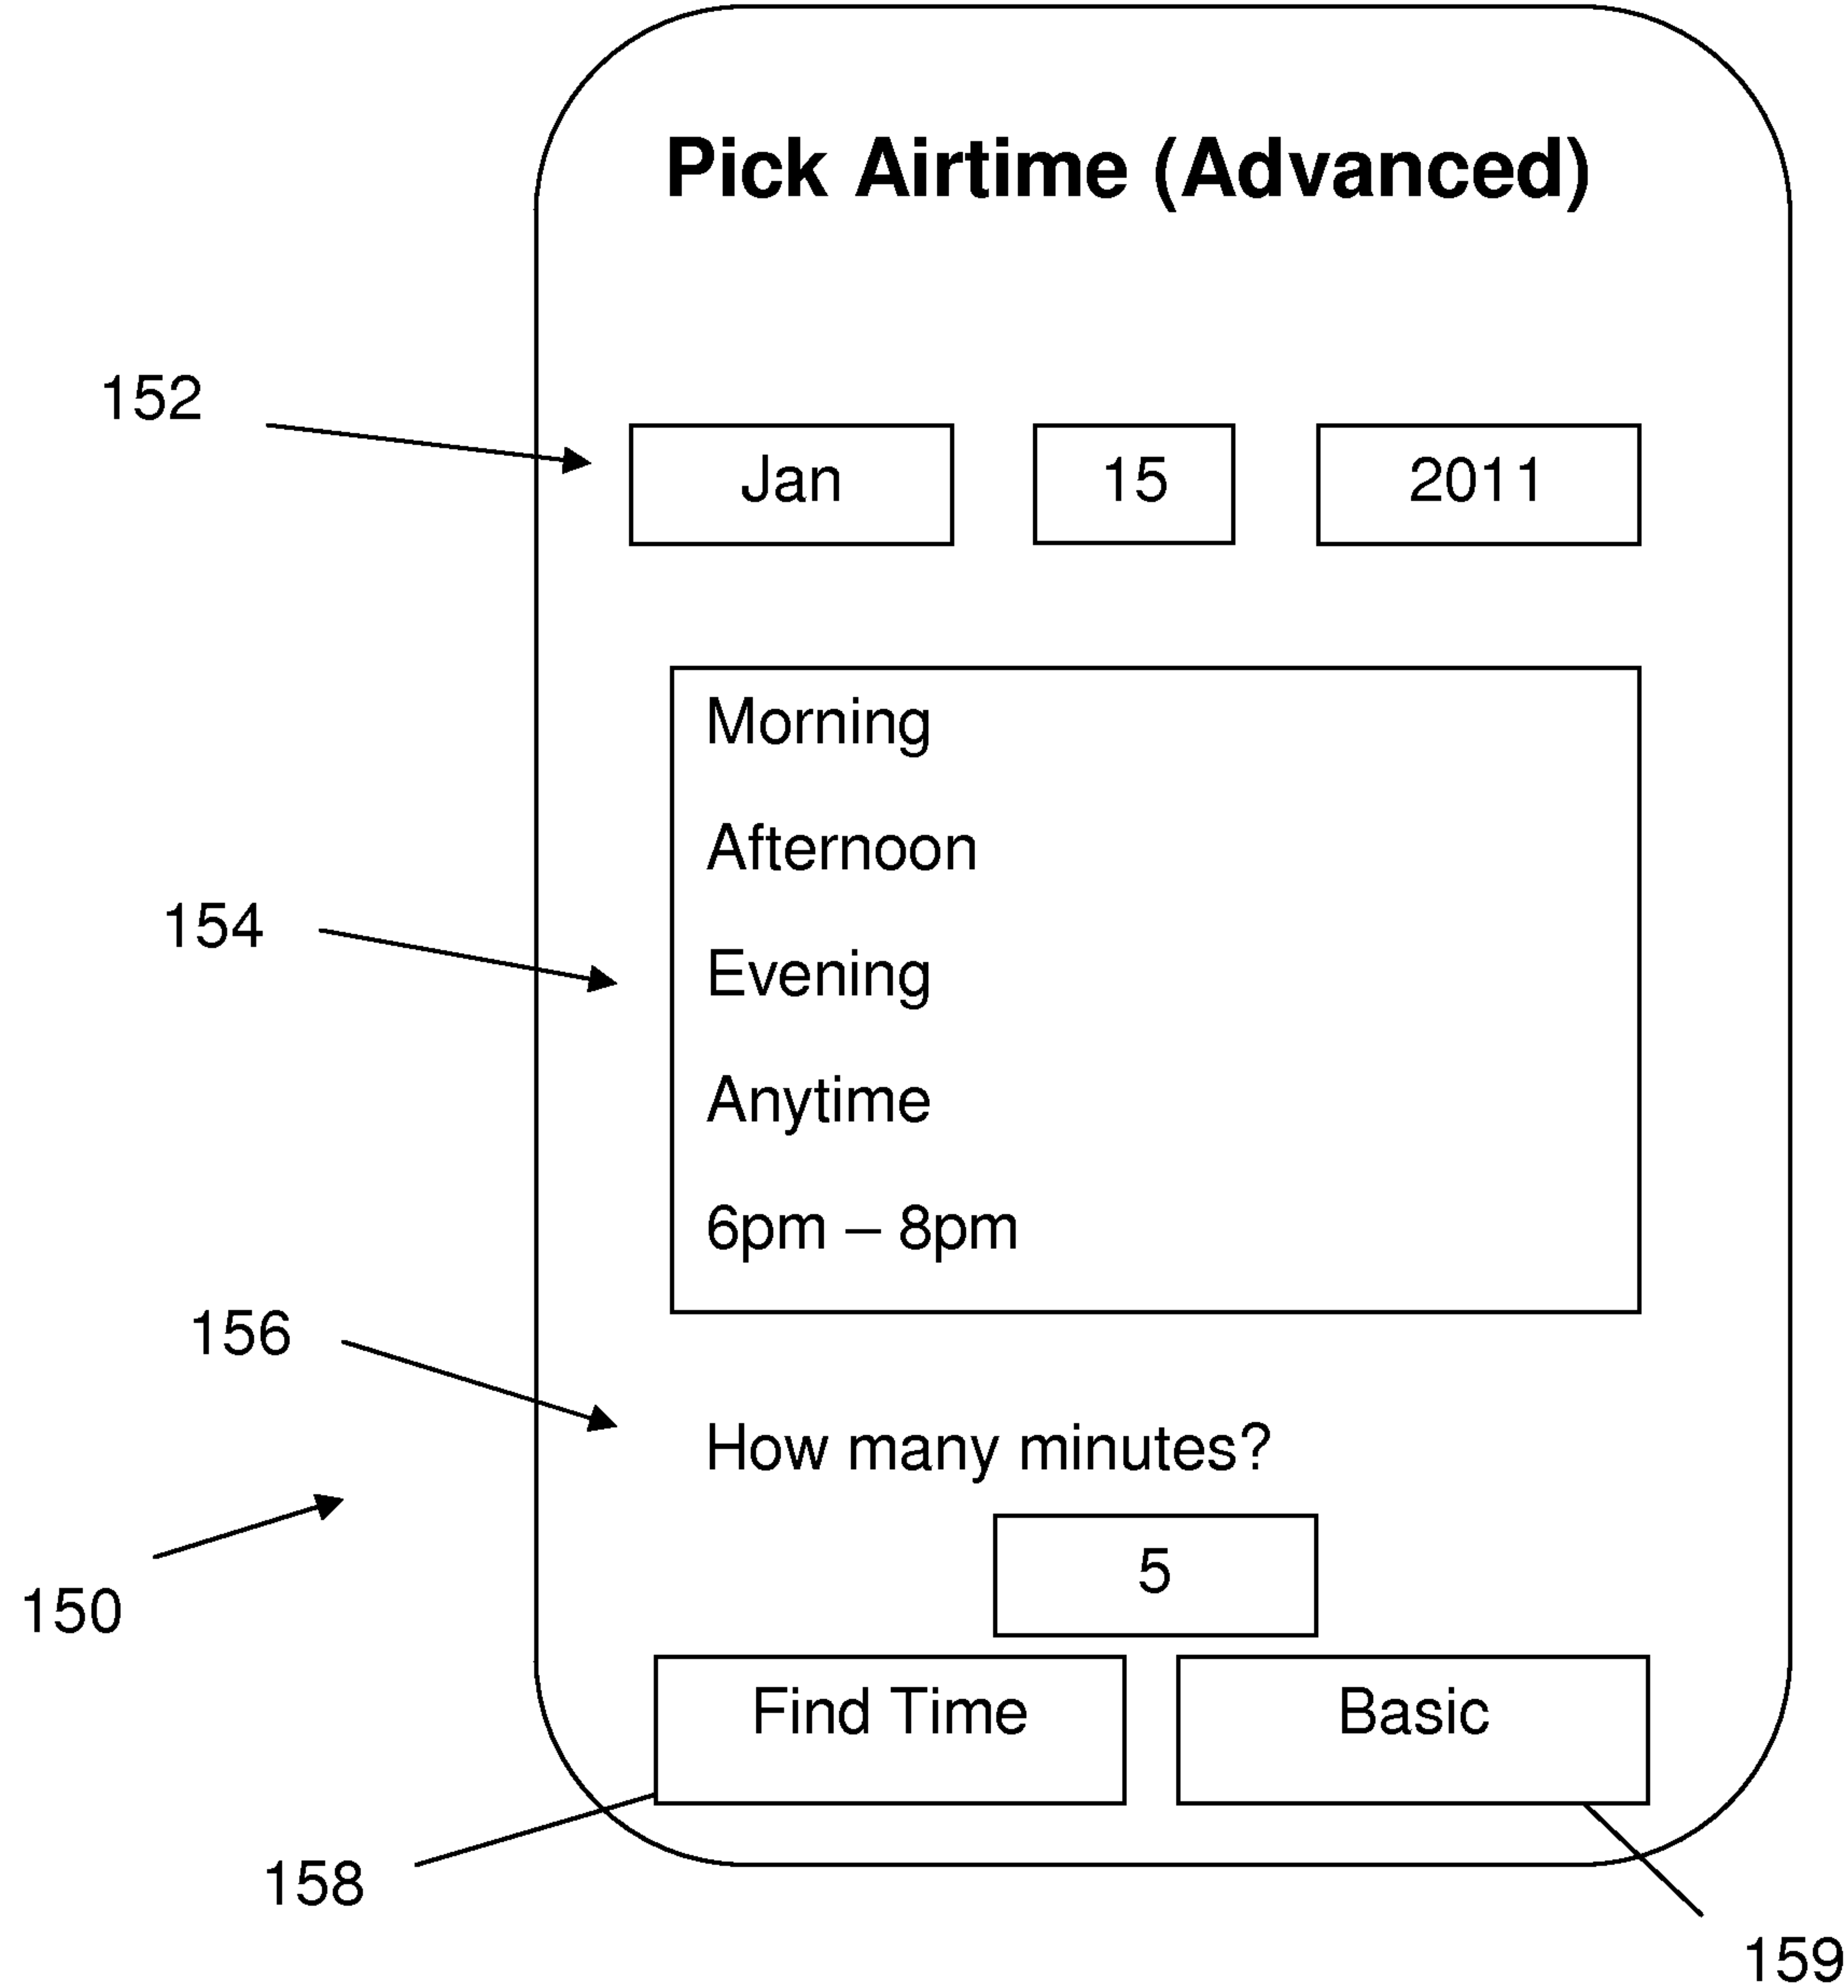 Pick Airtime (Advanced)
152
Jan 15 2011
Morning
Afternoon
154
Evening
Anytime
6pm – 8pm
156
How many minutes?
150
5
Find Time Basic
158
159